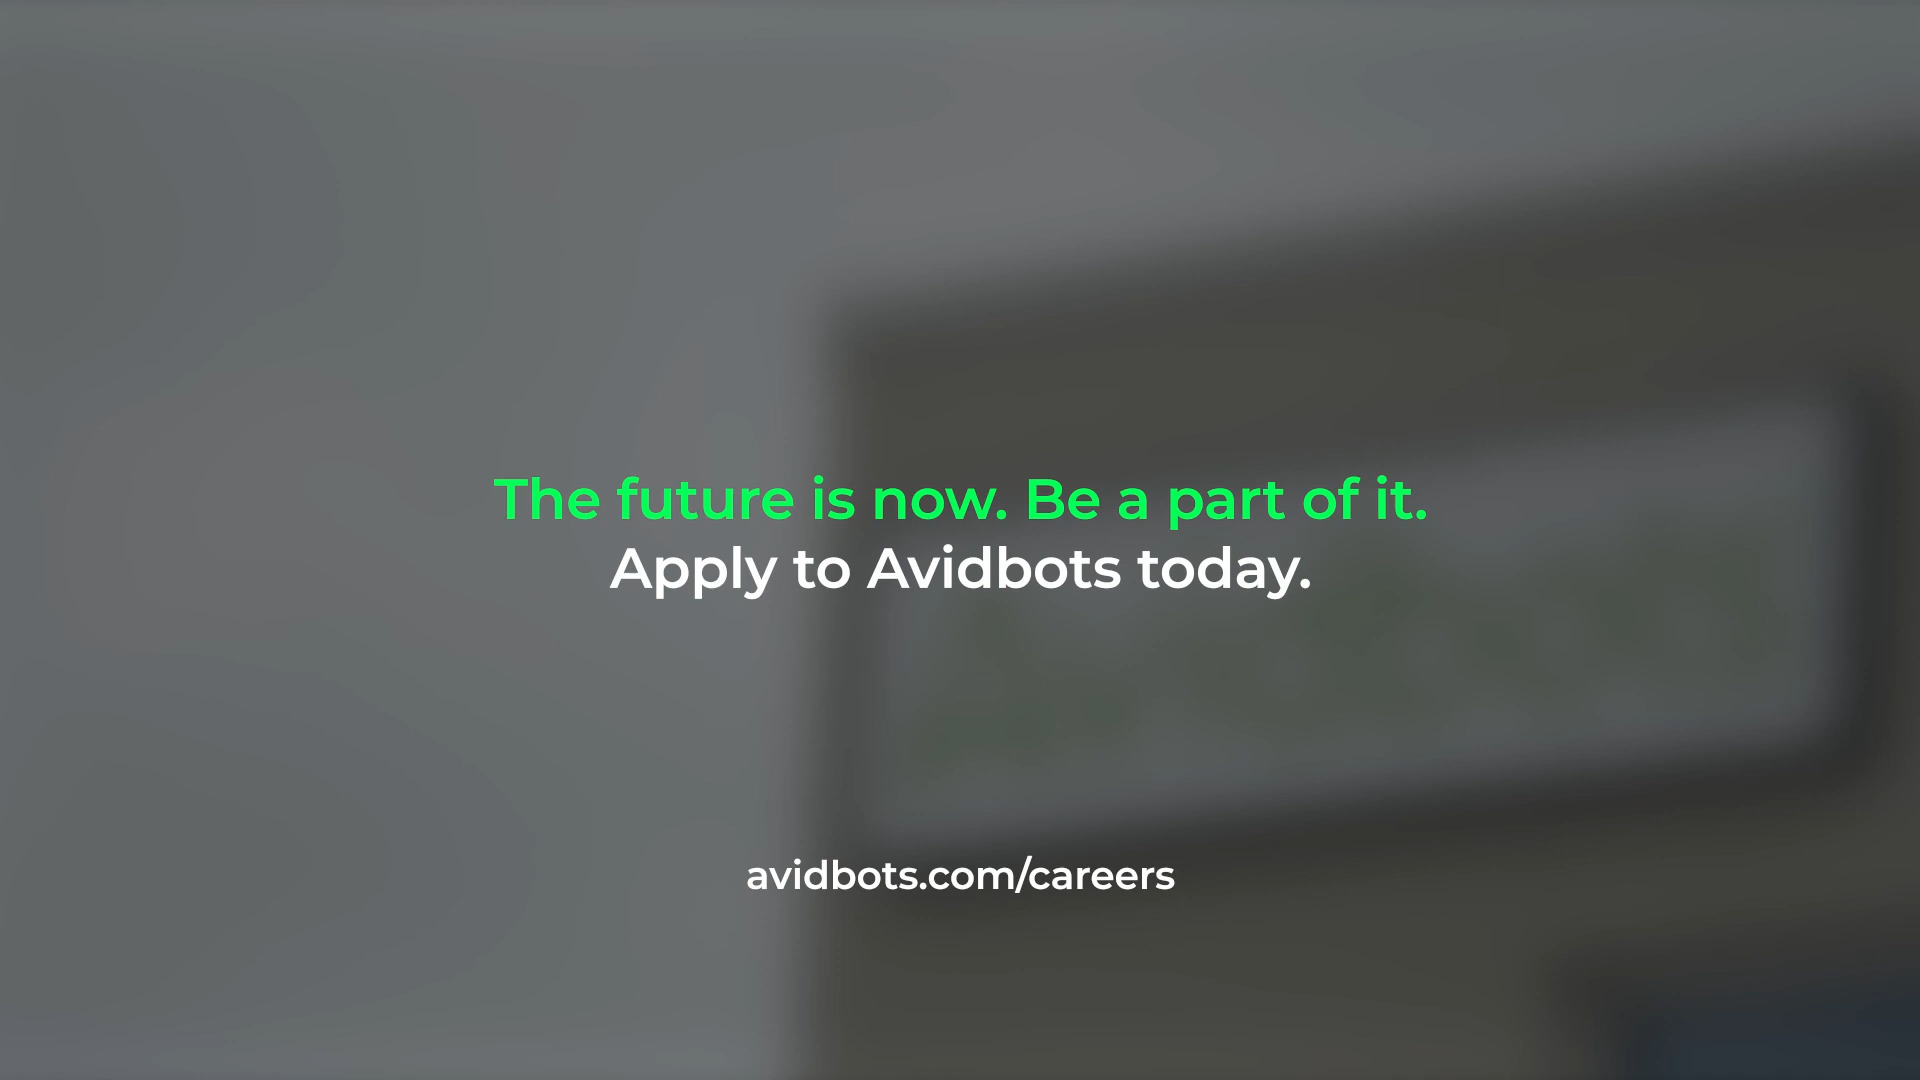 The future is now. Be a part of it.
Apply to Avidbots today.
avidbots.com/careers